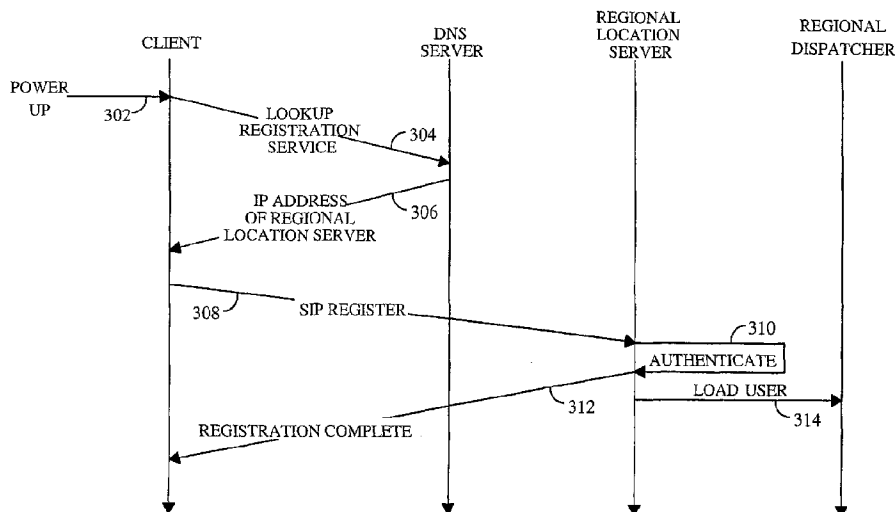 CLIENT
DNS
SERVER
REGIONAL
LOCATION
SERVER
REGIONAL
DISPATCHER
POWER
UP
302
LOOKUP
REGISTRATION
SERVICE
304
IP ADDRESS
OF REGIONAL
LOCATION SERVER
306
308
SIP REGISTER
310
AUTHENTICATE
312
LOAD USER
314
REGISTRATION COMPLETE